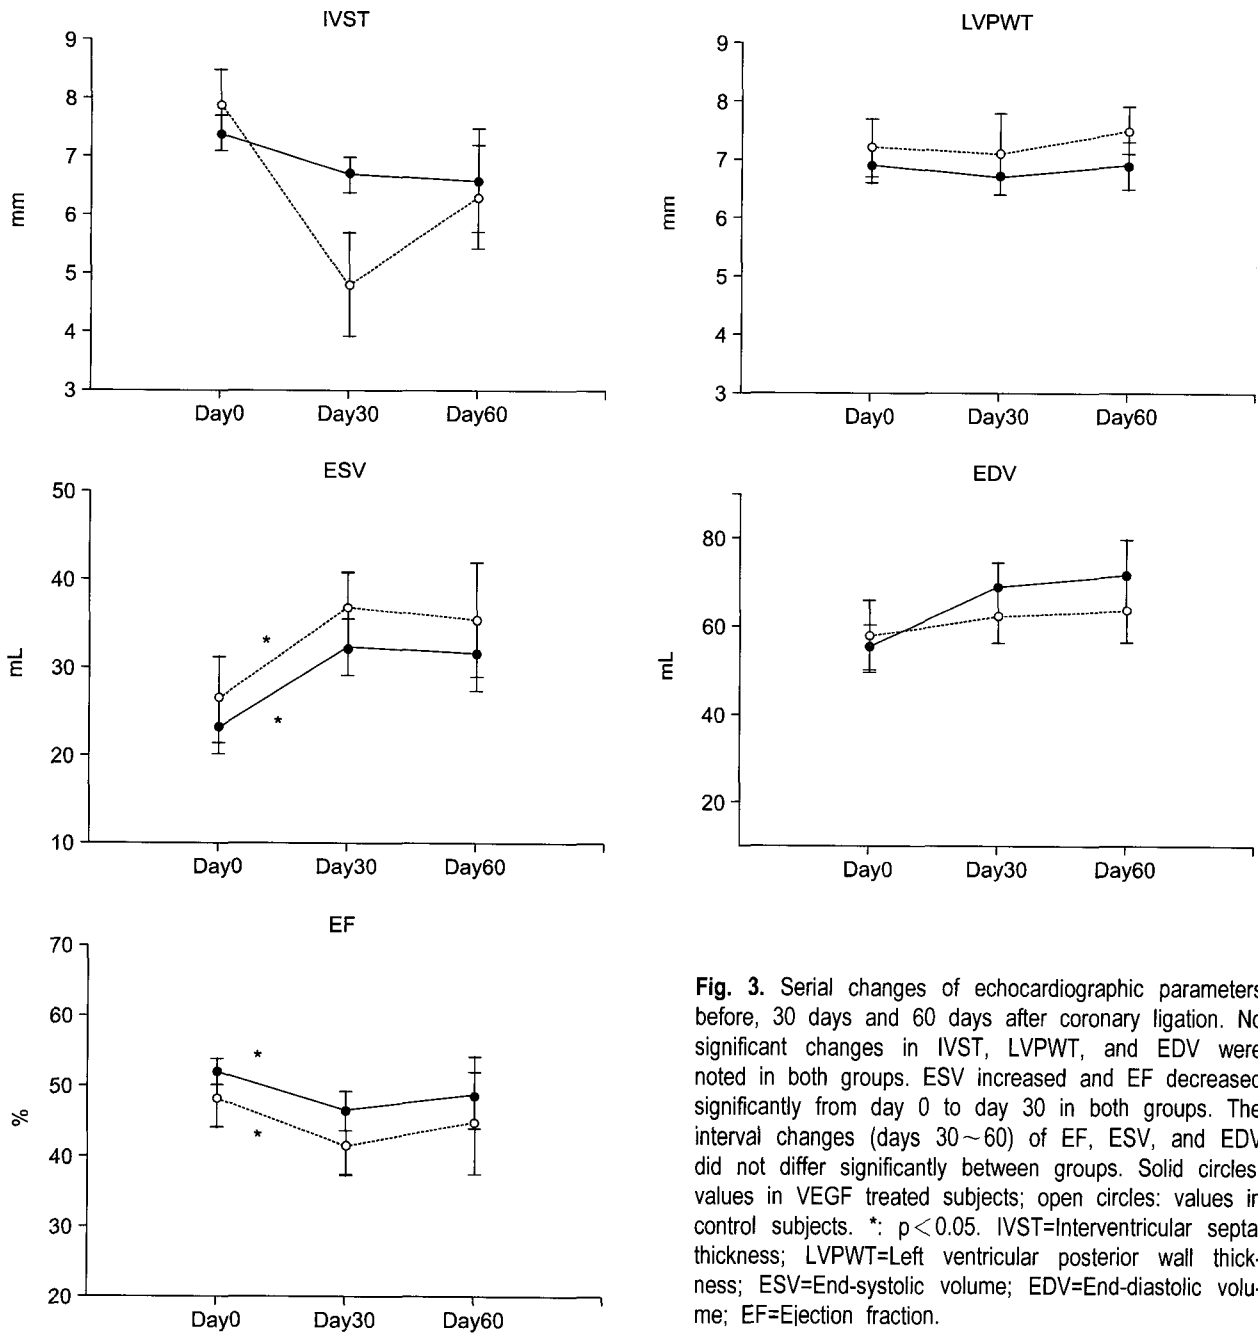 IVST
9
8
7
6
5
4
3
mm
Day0 Day30 Day60
LVPWT
9
8
7
6
5
4
3
mm
Day0 Day30 Day60
ESV
50
40
30
20
10
mL
* 
*
Day0 Day30 Day60
EDV
80
60
40
20
mL
Day0 Day30 Day60
EF
70
60
50
40
30
20
%
*
*
Day0 Day30 Day60
Fig. 3. Serial changes of echocardiographic parameters
before, 30 days and 60 days after coronary ligation. No
significant changes in IVST, LVPWT, and EDV were
noted in both groups. ESV increased and EF decreased
significantly from day 0 to day 30 in both groups. The
interval changes (days 30~60) of EF, ESV, and EDV
did not differ significantly between groups. Solid circles:
values in VEGF treated subjects; open circles: values in
control subjects. *: p<0.05. IVST=Interventricular septa
thickness; LVPWT=Left ventricular posterior wall thick-
ness; ESV=End-systolic volume; EDV=End-diastolic volu-
me; EF=Ejection fraction.